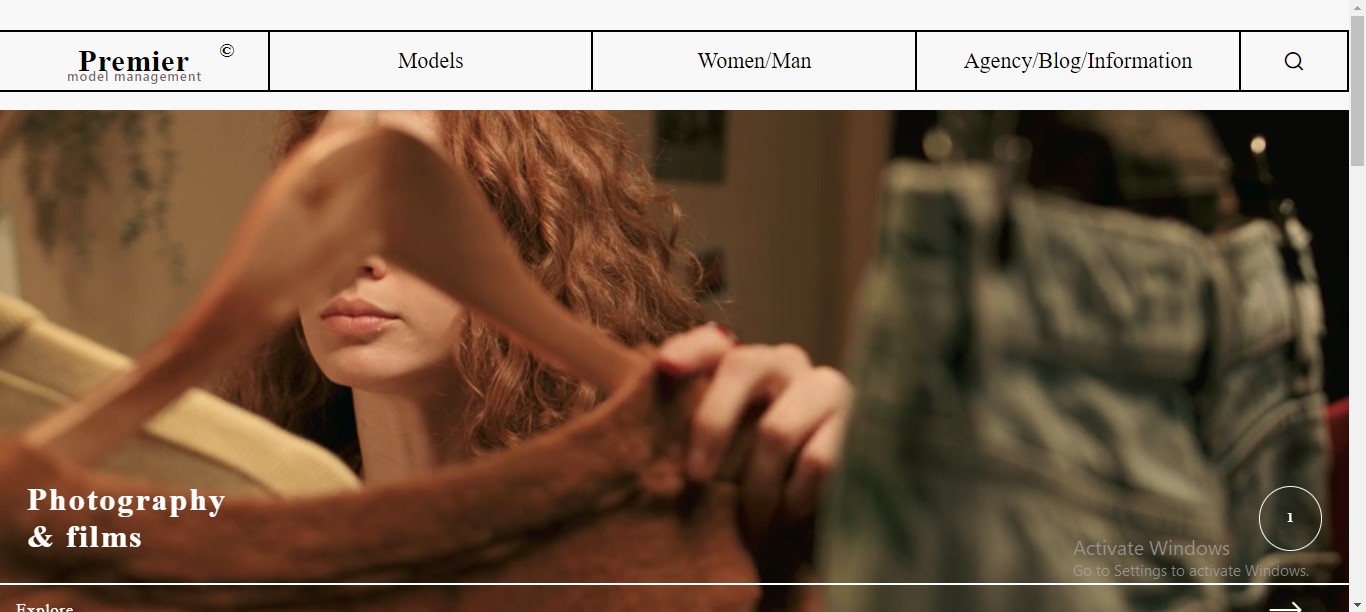 Premier ©
model management
Models
Women/Man
Agency/Blog/Information
Photography
& films
1
Activate Windows
Go to Settings to activate Windows.
Explore